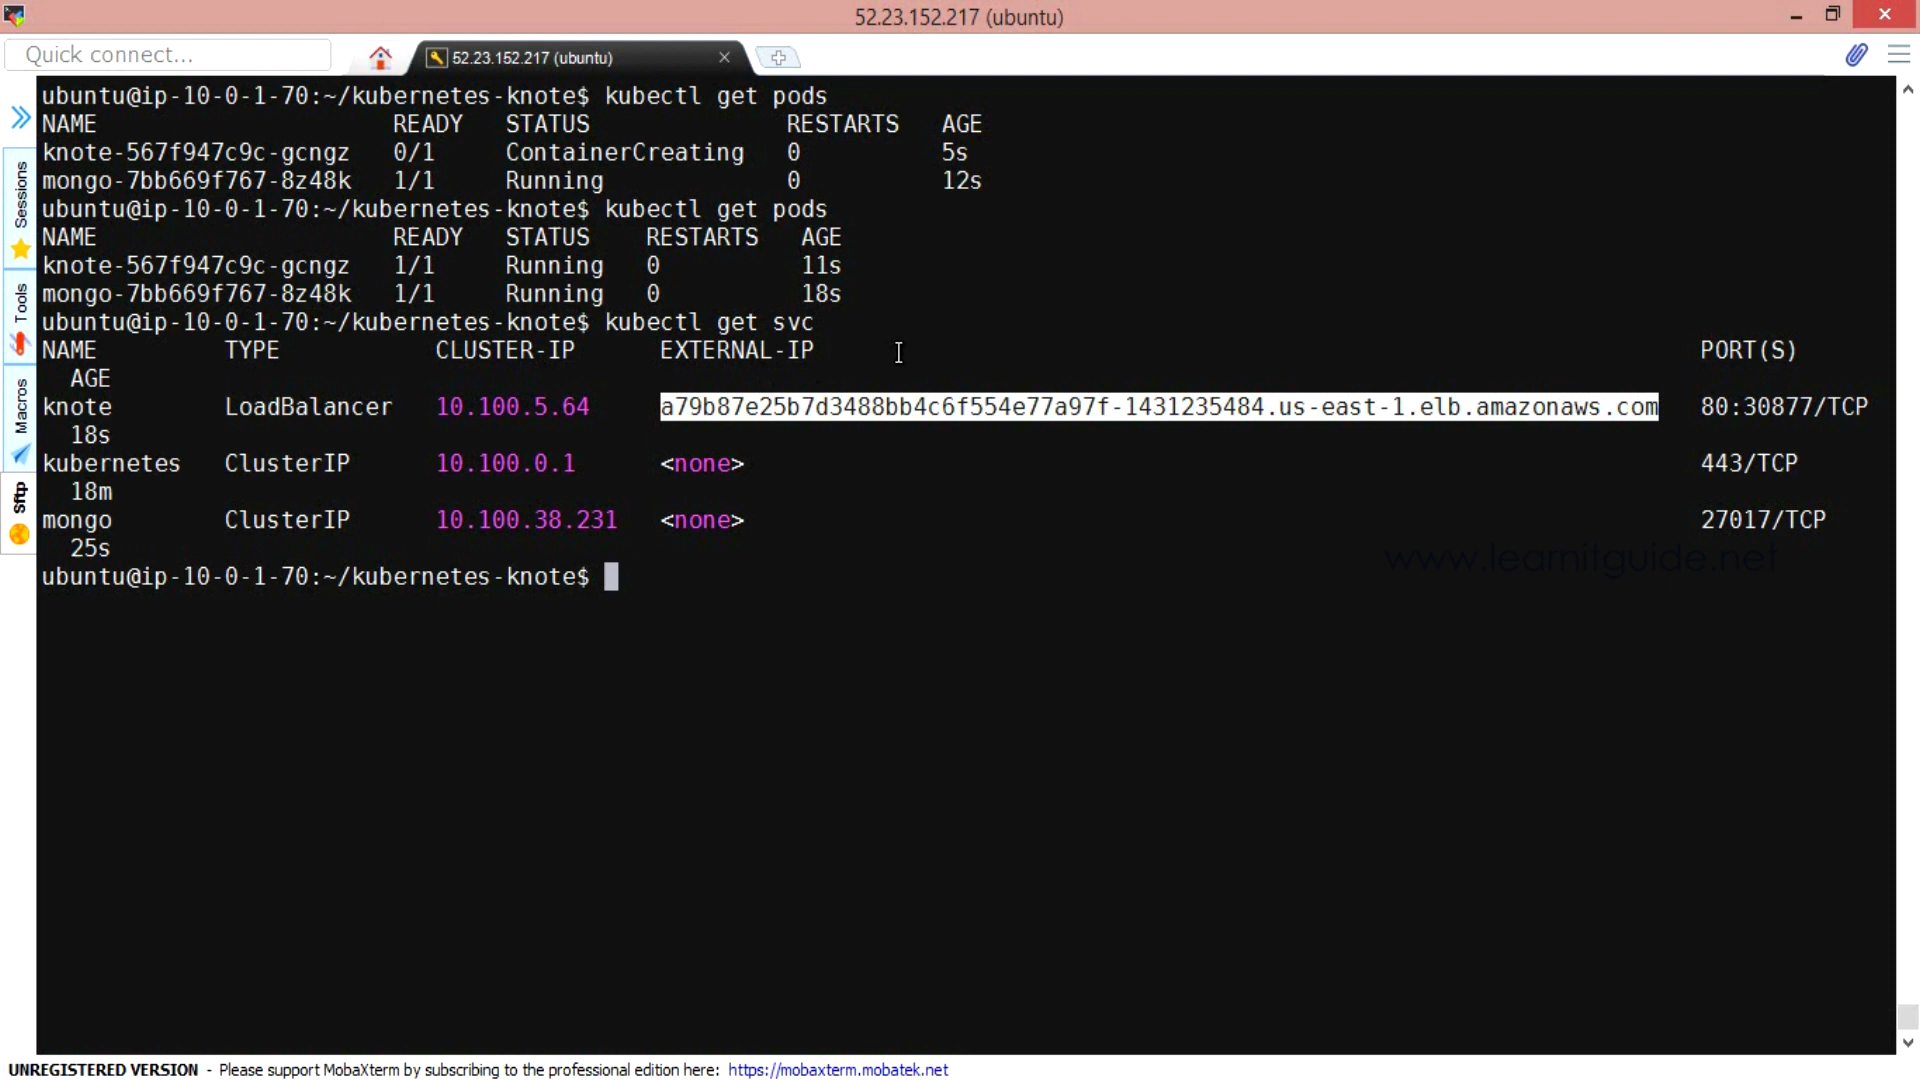 52.23.152.217 (ubuntu)
Quick connect...
52.23.152.217 (ubuntu)
Sessions
Tools
Macros
Sftp
ubuntu@ip-10-0-1-70:~/kubernetes-knote$ kubectl get pods
NAME READY STATUS RESTARTS AGE
knote-567f947c9c-gcngz 0/1 ContainerCreating 0 5s
mongo-7bb669f767-8z48k 1/1 Running 0 12s
ubuntu@ip-10-0-1-70:~/kubernetes-knote$ kubectl get pods
NAME READY STATUS RESTARTS AGE
knote-567f947c9c-gcngz 1/1 Running 0 11s
mongo-7bb669f767-8z48k 1/1 Running 0 18s
ubuntu@ip-10-0-1-70:~/kubernetes-knote$ kubectl get svc
NAME TYPE CLUSTER-IP EXTERNAL-IP PORT(S)
AGE
knote LoadBalancer 10.100.5.64 a79b87e25b7d3488bb4c6f554e77a97f-1431235484.us-east-1.elb.amazonaws.com 80:30877/TCP
18s
kubernetes ClusterIP 10.100.0.1 <none> 443/TCP
18m
mongo ClusterIP 10.100.38.231 <none> 27017/TCP
25s
www.learnitguide.net
ubuntu@ip-10-0-1-70:~/kubernetes-knote$
UNREGISTERED VERSION - Please support MobaXterm by subscribing to the professional edition here: https://mobaxterm.mobatek.net